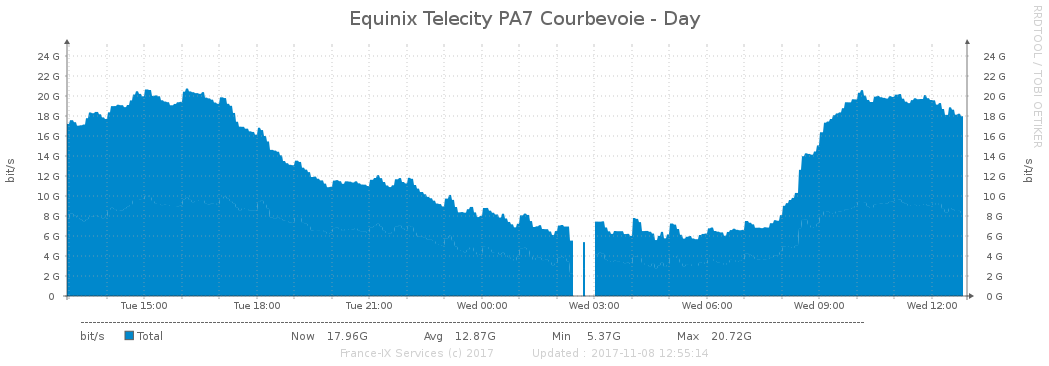 Equinix Telecity PA7 Courbevoie - Day
RRDTOOL / TOBI OETIKER
bit/s
24 G 24 G
22 G 22 G
20 G 20 G
18 G 18 G
16 G 16 G
14 G 14 G
12 G 12 G
10 G 10 G
8 G 8 G
6 G 6 G
4 G 4 G
2 G 2 G
0 0 G
bit/s
Tue 15:00 Tue 18:00 Tue 21:00 Wed 00:00 Wed 03:00 Wed 06:00 Wed 09:00 Wed 12:00
bit/s Total Now 17.96G Avg 12.87G Min 5.37G Max 20.72G
France-IX Services (c) 2017 Updated : 2017-11-08 12:55:14